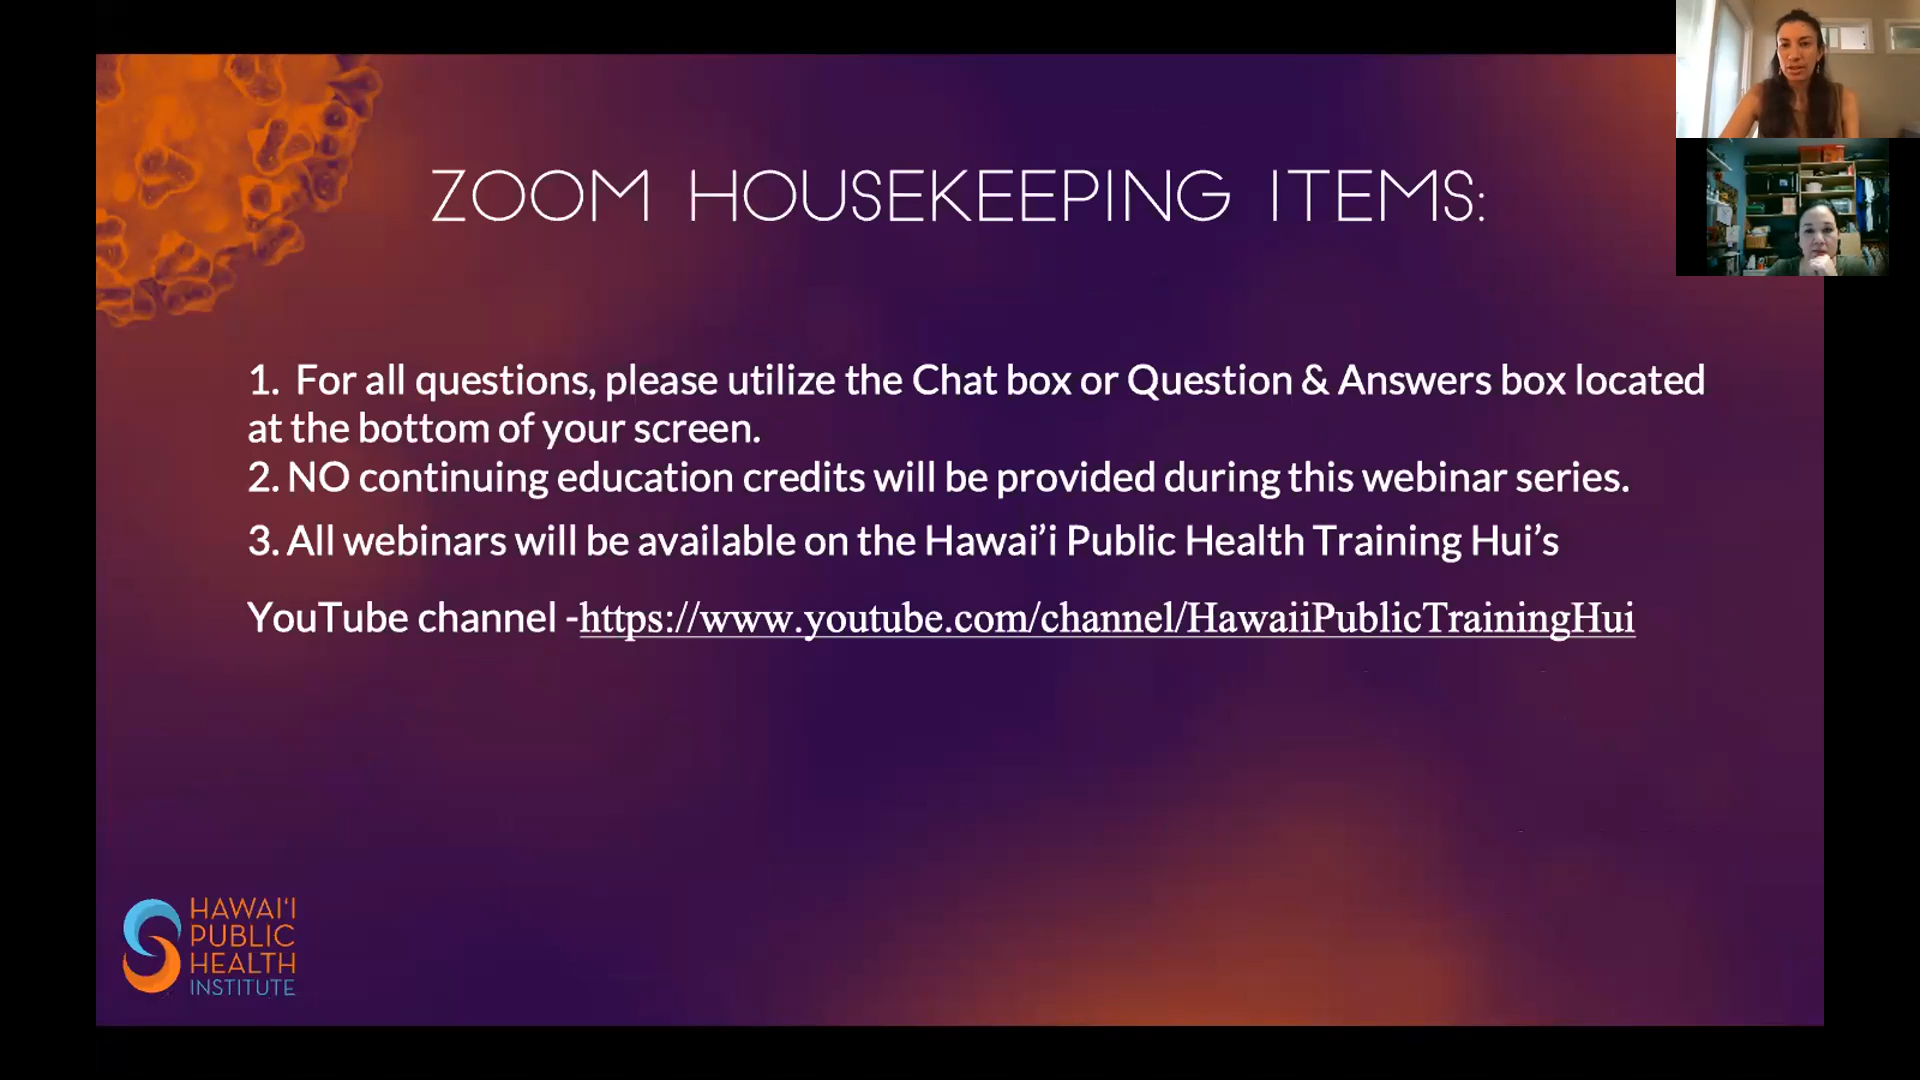 ZOOM HOUSEKEEPING ITEMS:
1. For all questions, please utilize the Chat box or Question & Answers box located
at the bottom of your screen.
2. NO continuing education credits will be provided during this webinar series.
3. All webinars will be available on the Hawai’i Public Health Training Hui’s
YouTube channel -https://www.youtube.com/channel/HawaiiPublicTrainingHui
HAWAI‘I
PUBLIC
HEALTH
INSTITUTE